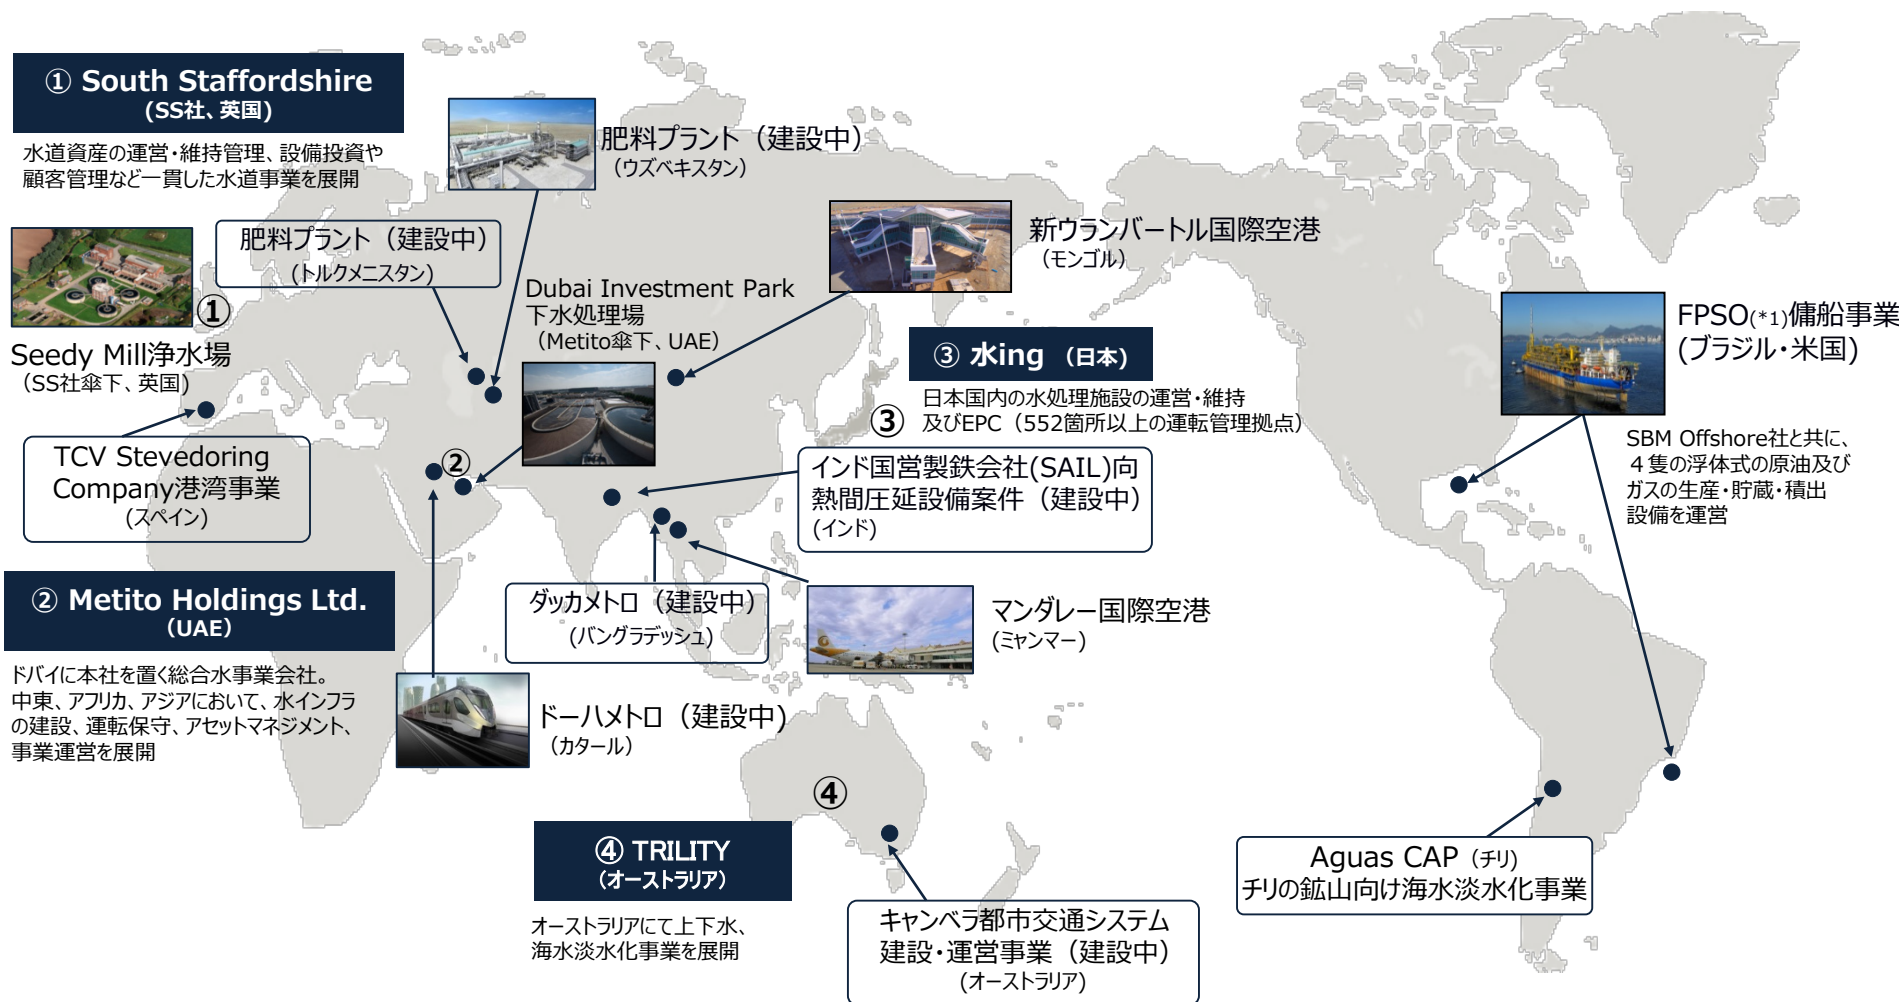 ① South Staffordshire
(SS社、英国)
水道資産の運営・維持管理、設備投資や
顧客管理など一貫した水道事業を展開
肥料プラント（建設中）
（ウズベキスタン）
肥料プラント（建設中）
（トルクメニスタン）
新ウランバートル国際空港
（モンゴル）
Dubai Investment Park
下水処理場
（Metito傘下、UAE）
①
Seedy Mill浄水場
（SS社傘下、英国）
③ 水ing （日本）
日本国内の水処理施設の運営・維持
及びEPC（552箇所以上の運転管理拠点）
③
FPSO(*1)傭船事業
(ブラジル・米国)
SBM Offshore社と共に、
４隻の浮体式の原油及び
ガスの生産・貯蔵・積出
設備を運営
TCV Stevedoring
Company港湾事業
（スペイン）
②
インド国営製鉄会社(SAIL)向
熱間圧延設備案件（建設中）
（インド）
② Metito Holdings Ltd.
（UAE）
ドバイに本社を置く総合水事業会社。
中東、アフリカ、アジアにおいて、水インフラ
の建設、運転保守、アセットマネジメント、
事業運営を展開
ダッカメトロ（建設中）
（バングラデッシュ）
マンダレー国際空港
（ミャンマー）
ドーハメトロ（建設中）
（カタール）
④
④ TRILITY
（オーストラリア）
オーストラリアにて上下水、
海水淡水化事業を展開
キャンベラ都市交通システム
建設・運営事業（建設中）
（オーストラリア）
Aguas CAP（チリ）
チリの鉱山向け海水淡水化事業